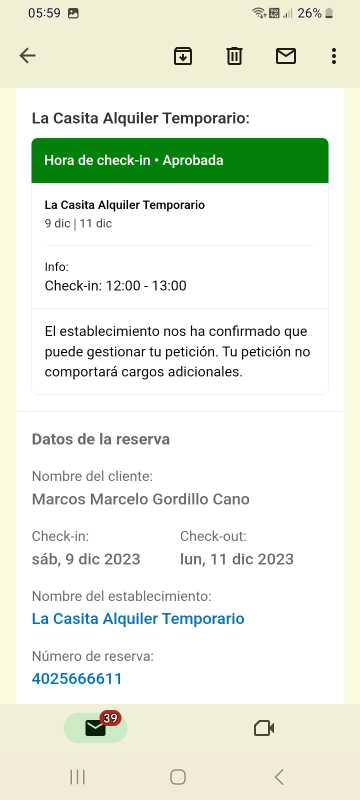 05:59 26%
La Casita Alquiler Temporario:
Hora de check-in • Aprobada
La Casita Alquiler Temporario
9 dic | 11 dic
Info:
Check-in: 12:00 - 13:00
El establecimiento nos ha confirmado que
puede gestionar tu petición. Tu petición no
comportará cargos adicionales.
Datos de la reserva
Nombre del cliente:
Marcos Marcelo Gordillo Cano
Check-in: Check-out:
sáb, 9 dic 2023 lun, 11 dic 2023
Nombre del establecimiento:
La Casita Alquiler Temporario
Número de reserva:
4025666611
39